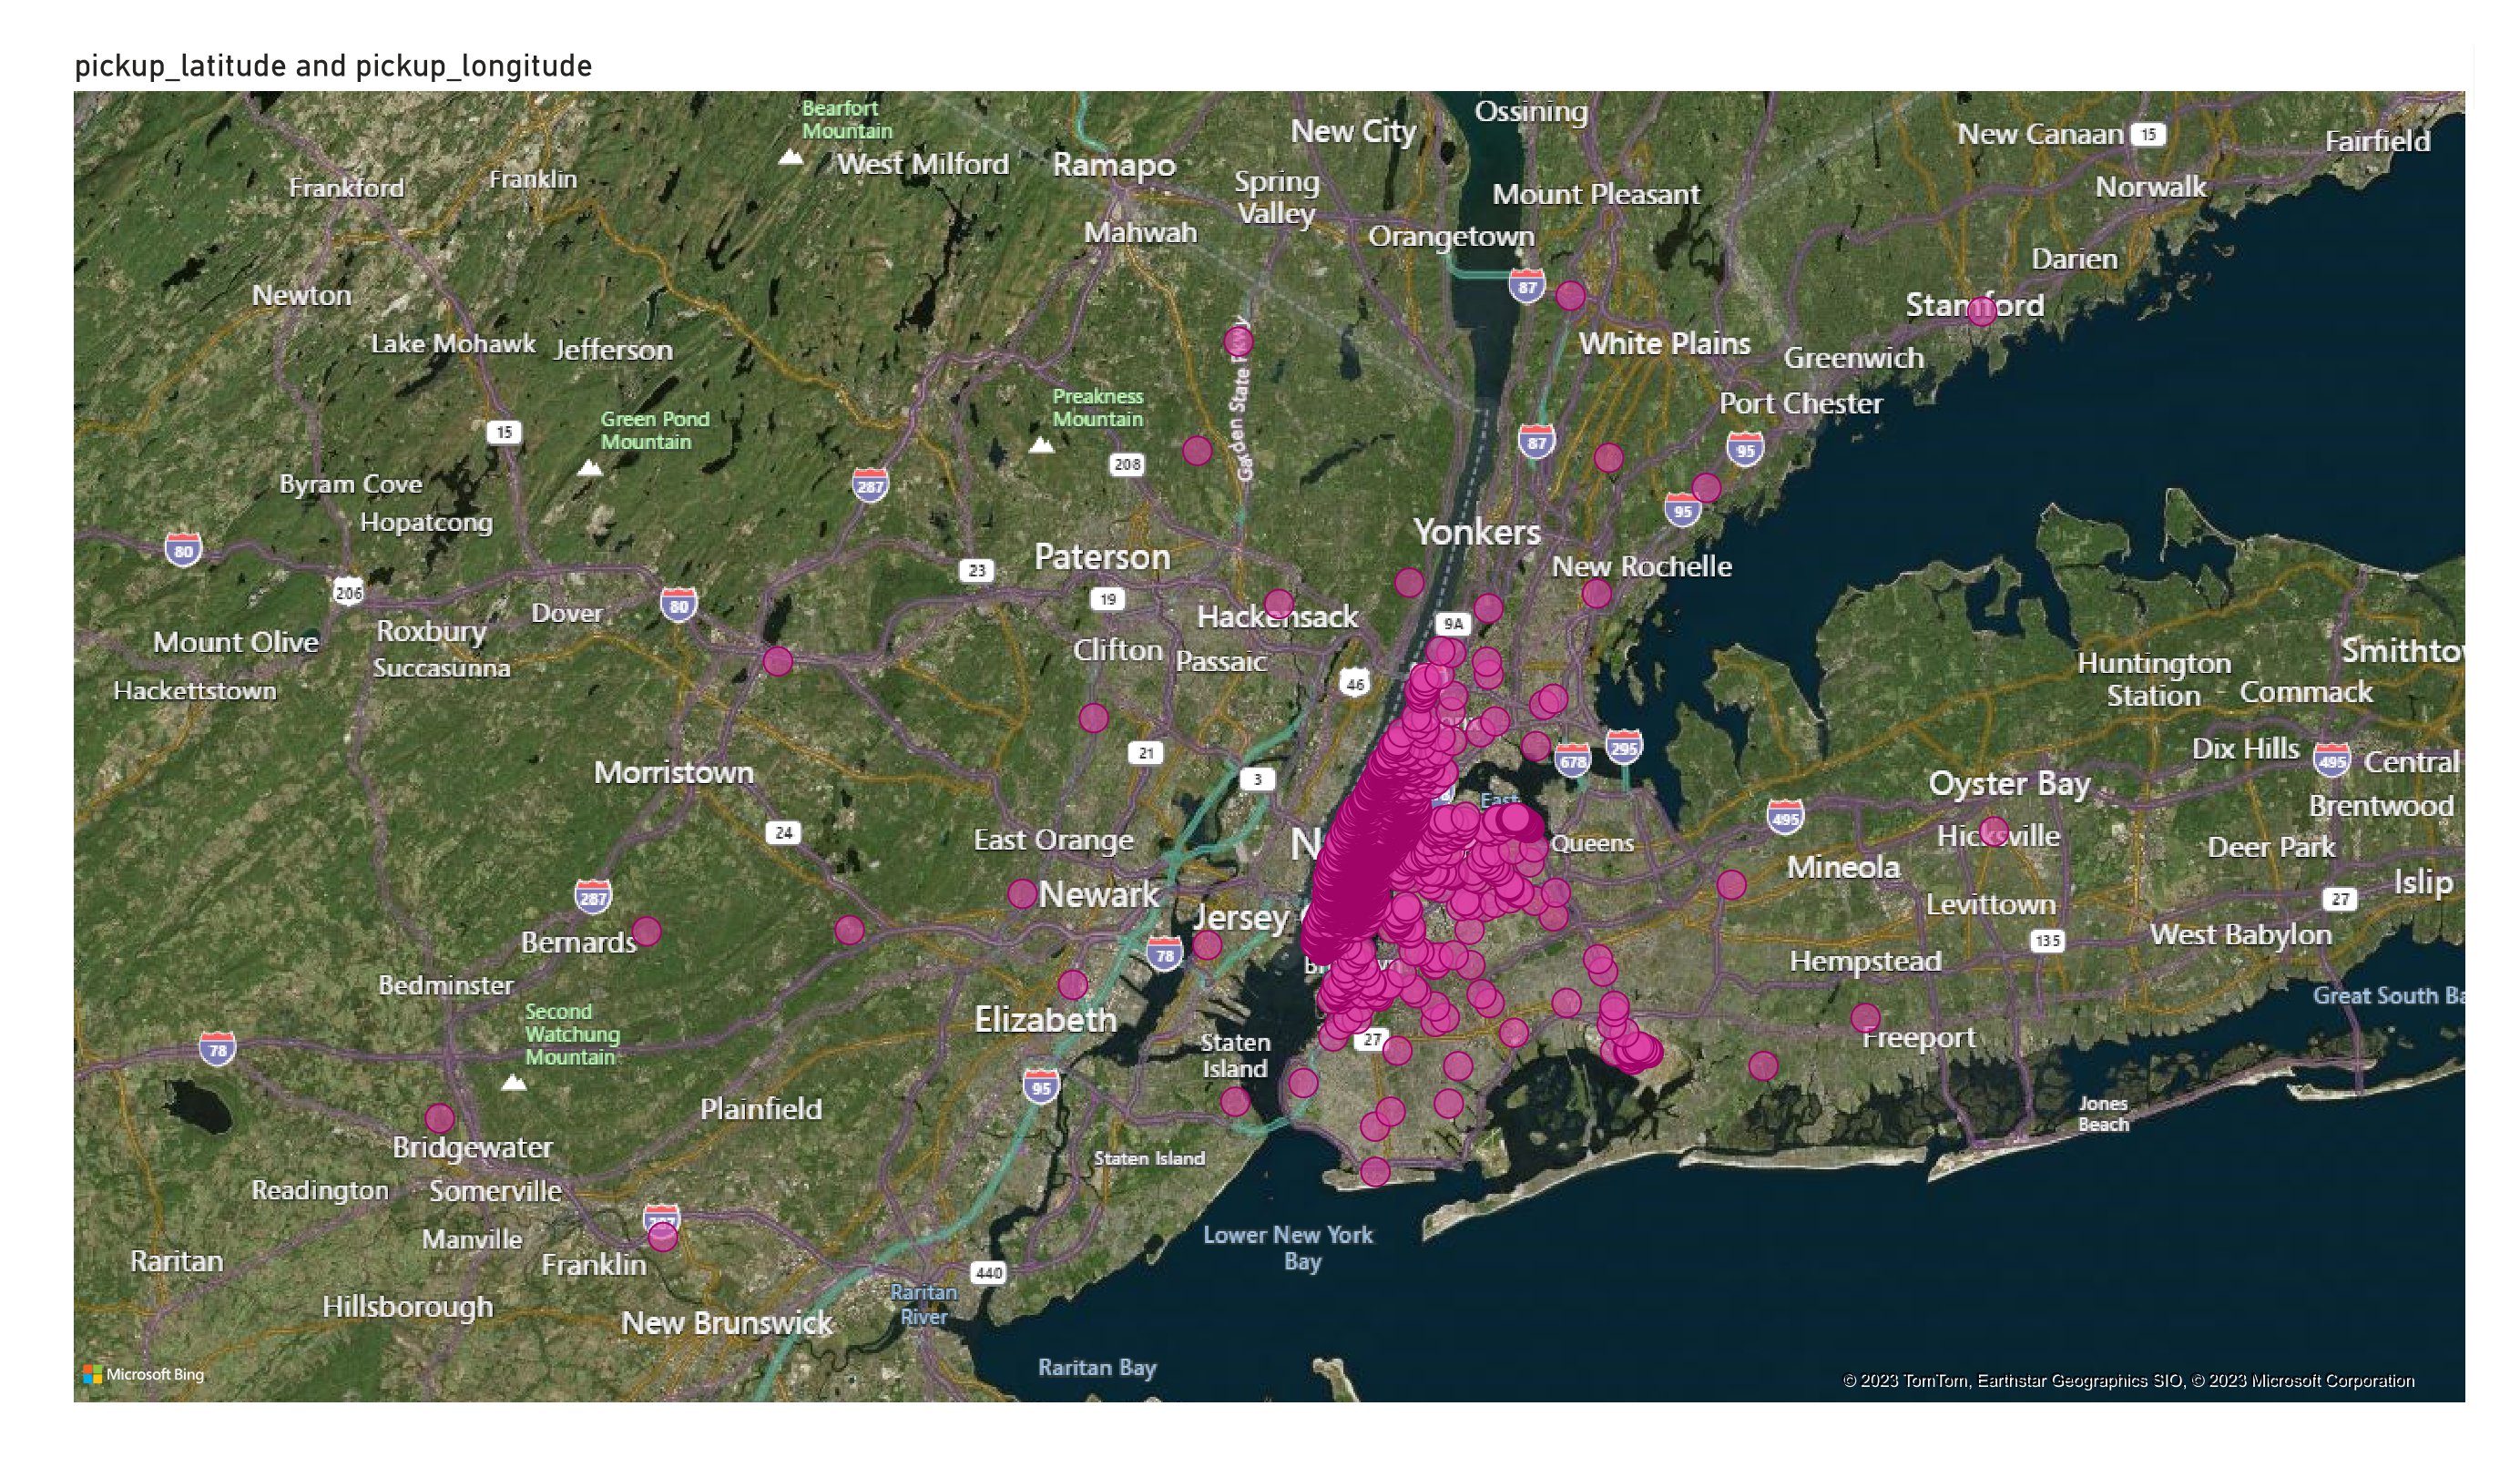 pickup_latitude and pickup_longitude
Bearfort
Mountain
West Milford
Ramapo
New City
Ossining
New Canaan
15
Fairfield
Frankford
Franklin
Spring
Valley
Mount Pleasant
Norwalk
Mahwah
Orangetown
Darien
Newton
87
Stamford
Lake Mohawk
Jefferson
White Plains
Greenwich
Garden State Pkwy
Preakness
Mountain
Port Chester
Green Pond
Mountain
15
208
87
95
Byram Cove
287
Hopatcong
95
Yonkers
80
Paterson
New Rochelle
23
206
80
19
Dover
Hackensack
9A
Mount Olive
Roxbury
Clifton
Passaic
Smithto
Succasunna
Huntington
Station
Commack
Hackettstown
46
21
678
295
Dix Hills
495
Central
Morristown
3
Oyster Bay
Brentwood
24
East Orange
East
Queens
495
Hicksville
Deer Park
Mineola
Islip
287
Newark
Levittown
27
Jersey
Bernards
78
135
West Babylon
Hempstead
Bedminster
Great South Ba
Second
Watchung
Mountain
Elizabeth
78
27
Freeport
Staten
Island
95
Plainfield
Jones
Beach
Bridgewater
Staten Island
Readington
Somerville
287
Manville
Lower New York
Bay
Raritan
Franklin
440
Raritan
River
Hillsborough
New Brunswick
Raritan Bay
Microsoft Bing
© 2023 TomTom, Earthstar Geographics SIO, © 2023 Microsoft Corporation